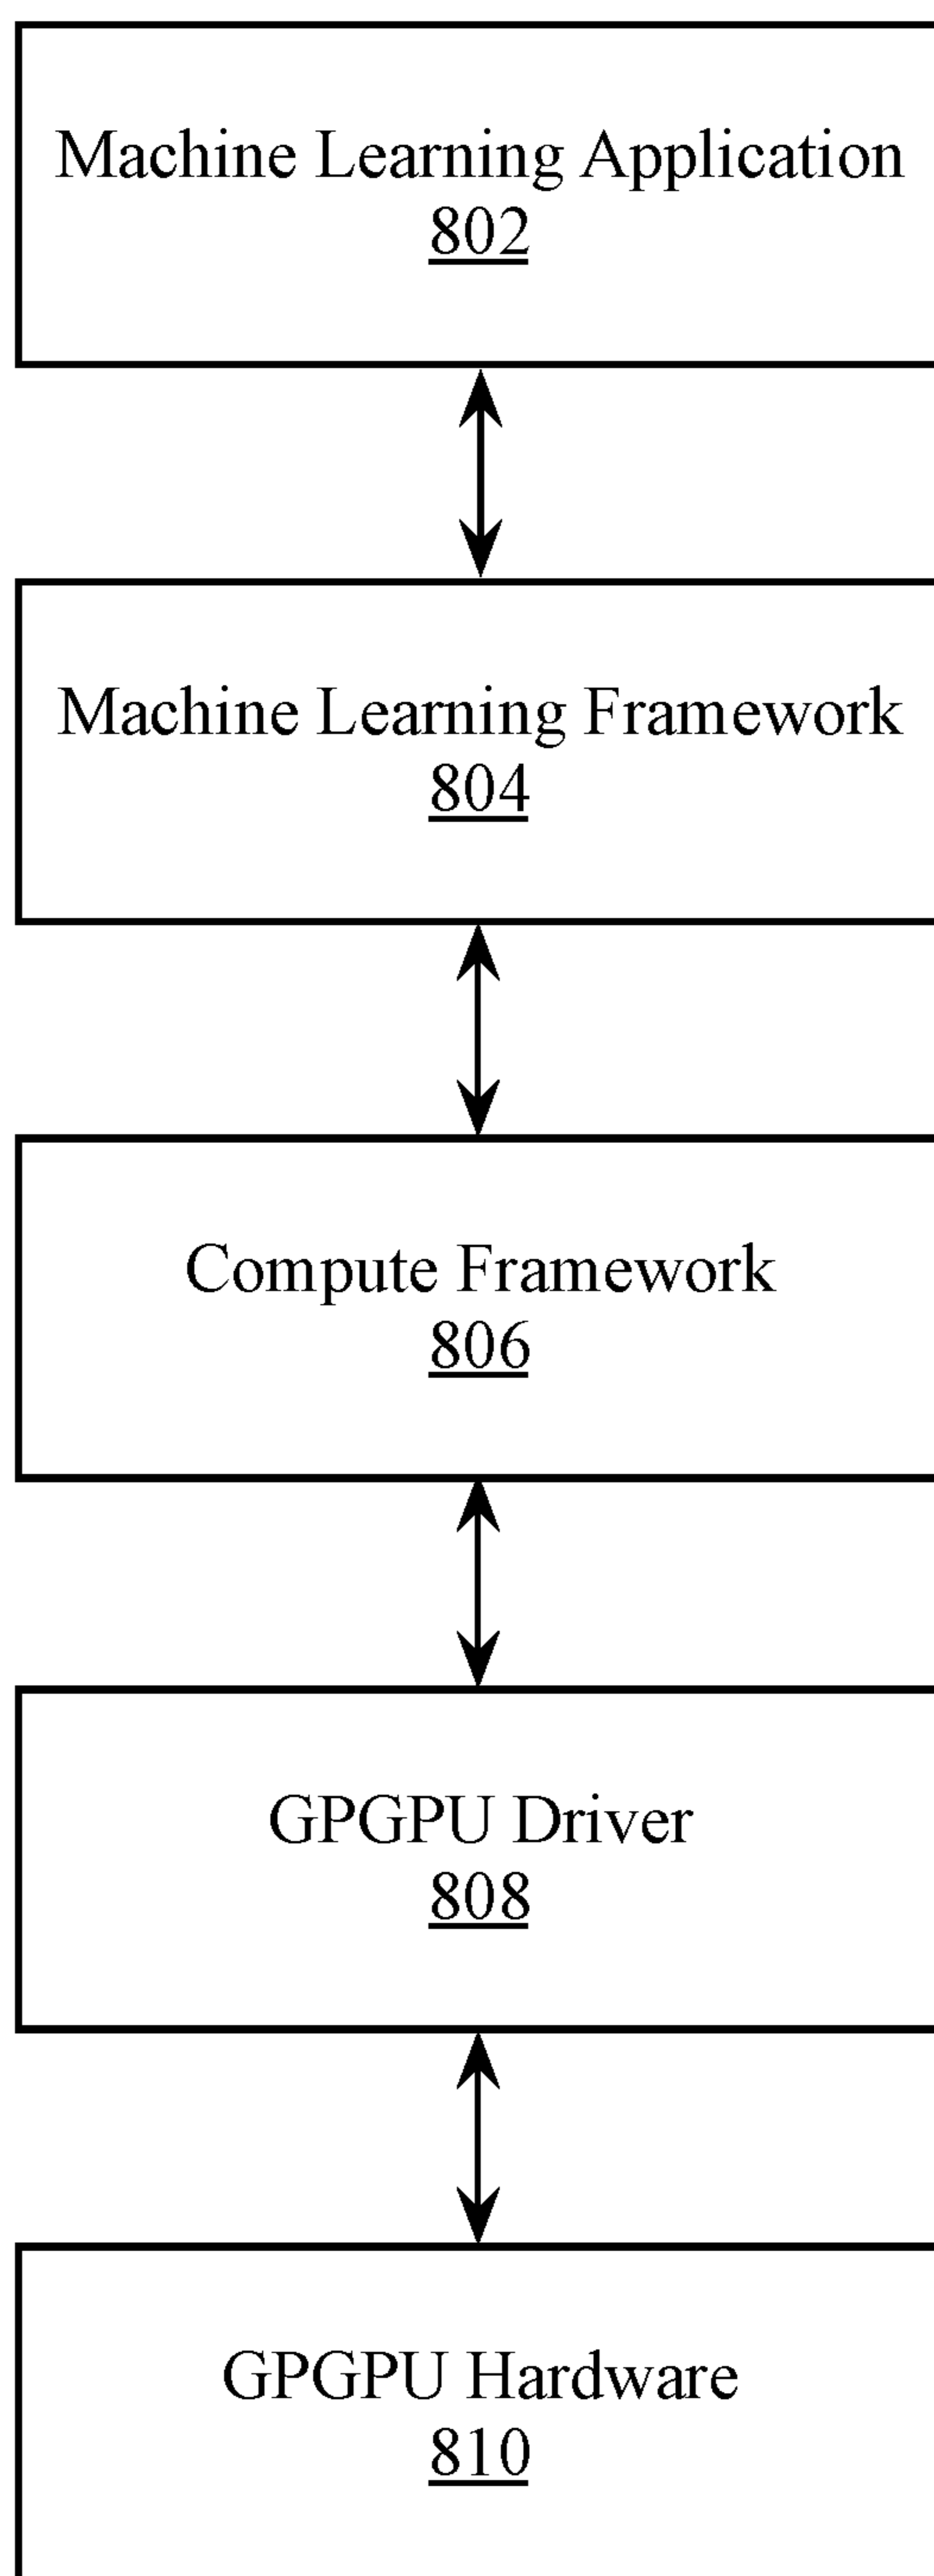 Machine Learning Application
802
Machine Learning Framework
804
Compute Framework
806
GPGPU Driver
808
GPGPU Hardware
810